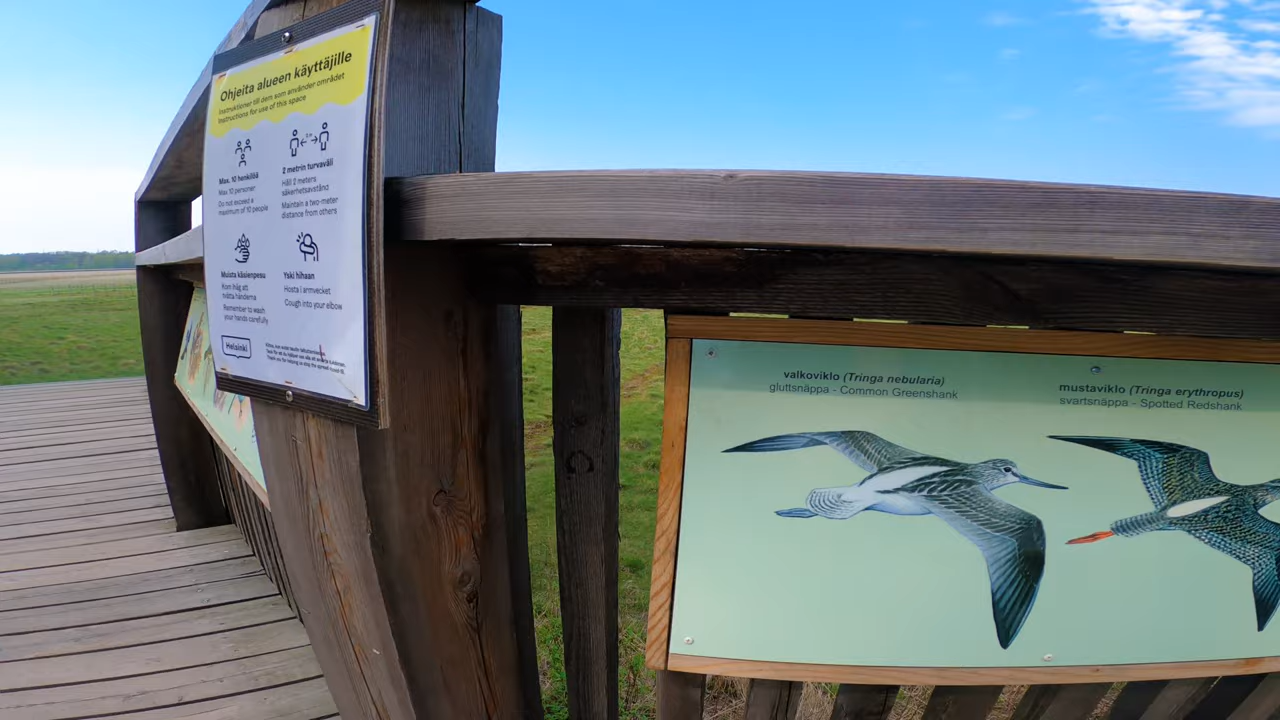 Ohjeita alueen käyttäjille
Instruktioner till dem som använder området
Instructions for use of this space
Max. 10 henkilöä
Max 10 personer
Do not exceed a
maximum of 10 people
2 metrin turvaväli
Håll 2 meters
säkerhetsavstånd
Maintain a two-meter
distance from others
Muista käsienpesu
Kom ihåg att
tvätta händerna
Remember to wash
your hands carefully
Yski hihaan
Hosta i armvecket
Cough into your elbow
Helsinki
valkoviklo (Tringa nebularia)
gluttsnäppa - Common Greenshank
mustaviklo (Tringa erythropus)
svartsnäppa - Spotted Redshank